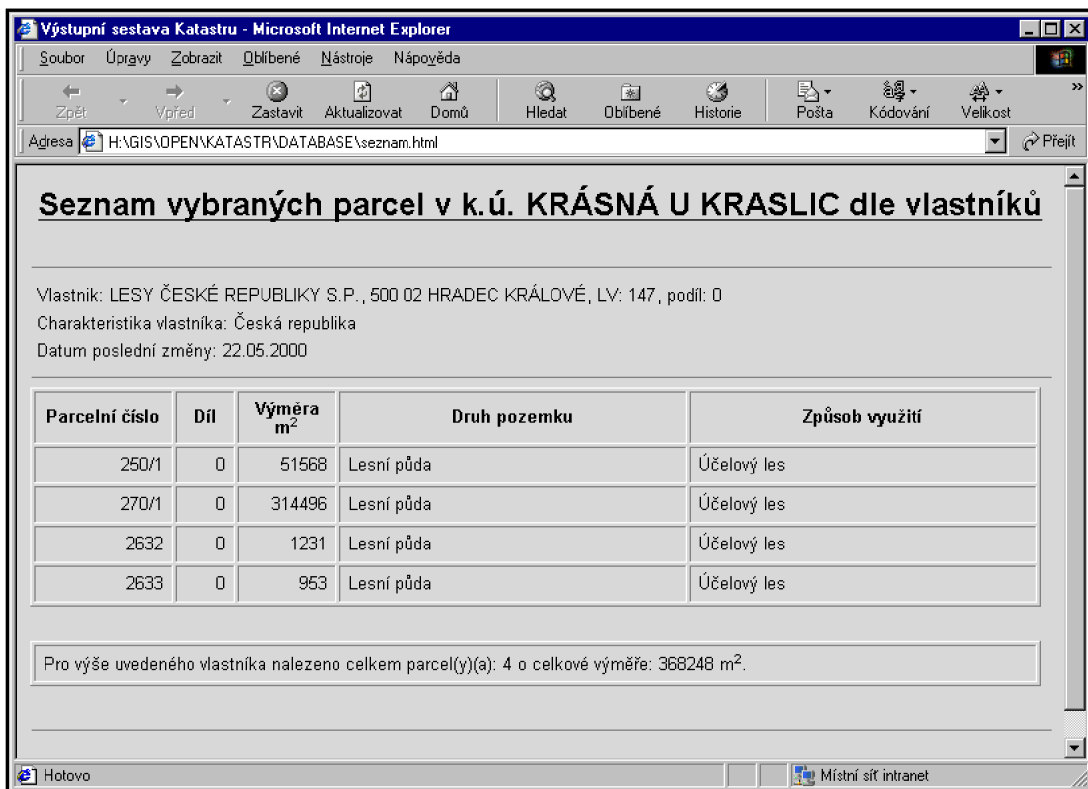 Výstupní sestava Katastru - Microsoft Internet Explorer
Soubor Úpravy Zobrazit Oblíbené Nástroje Nápověda
Zpět Vpřed Zastavit Aktualizovat Domů Hledat Oblíbené Historie Pošta Kódování Velikost »
Adresa H:\GIS\OPEN\KATASTR\DATABASE\seznam.html Přejít
Seznam vybraných parcel v k.ú. KRÁSNÁ U KRASLIC dle vlastníků
Vlastnik: LESY ČESKÉ REPUBLIKY S.P., 500 02 HRADEC KRÁLOVÉ, LV: 147, podíl: 0
Charakteristika vlastníka: Česká republika
Datum poslední změny: 22.05.2000
Parcelní číslo Díl Výměra m² Druh pozemku Způsob využití
250/1 0 51568 Lesní půda Účelový les
270/1 0 314496 Lesní půda Účelový les
2632 0 1231 Lesní půda Účelový les
2633 0 953 Lesní půda Účelový les
Pro výše uvedeného vlastníka nalezeno celkem parcel(y)(a): 4 o celkové výměře: 368248 m².
Hotovo Místní síť intranet